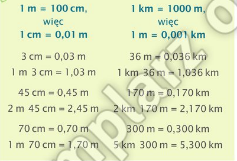 1 m = 100 cm,
więc
1 cm = 0,01 m
3 cm = 0,03 m
1 m 3 cm = 1,03 m
45 cm = 0,45 m
2 m 45 cm = 2,45 m
70 cm = 0,70 m
1 m 70 cm = 1,70 m
1 km = 1000 m,
więc
1 m = 0,001 km
36 m = 0,036 km
1 km 36 m = 1,036 km
170 m = 0,170 km
2 km 170 m = 2,170 km
300 m = 0,300 km
5 km 300 m = 5,300 km